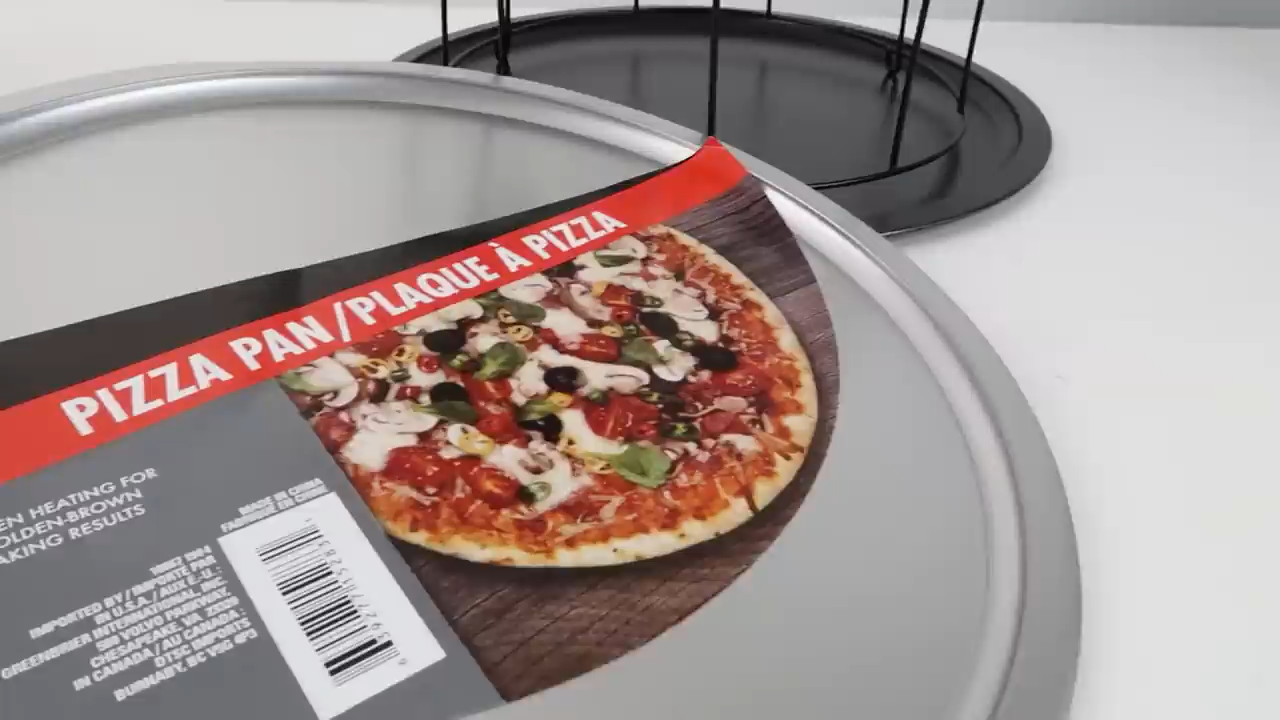 PIZZA PAN/PLAQUE À PIZZA
EN HEATING FOR
OLDEN-BROWN
AKING RESULTS
MADE IN CHINA
FABRIQUÉ EN CHINE
IMPORTED BY / IMPORTÉ PAR
IN U.S.A. / AUX É.-U.:
GREENBRIER INTERNATIONAL, INC.
500 VOLVO PARKWAY,
CHESAPEAKE, VA 23320
IN CANADA / AU CANADA:
DTSC IMPORTS
BURNABY, BC V5G 4P3